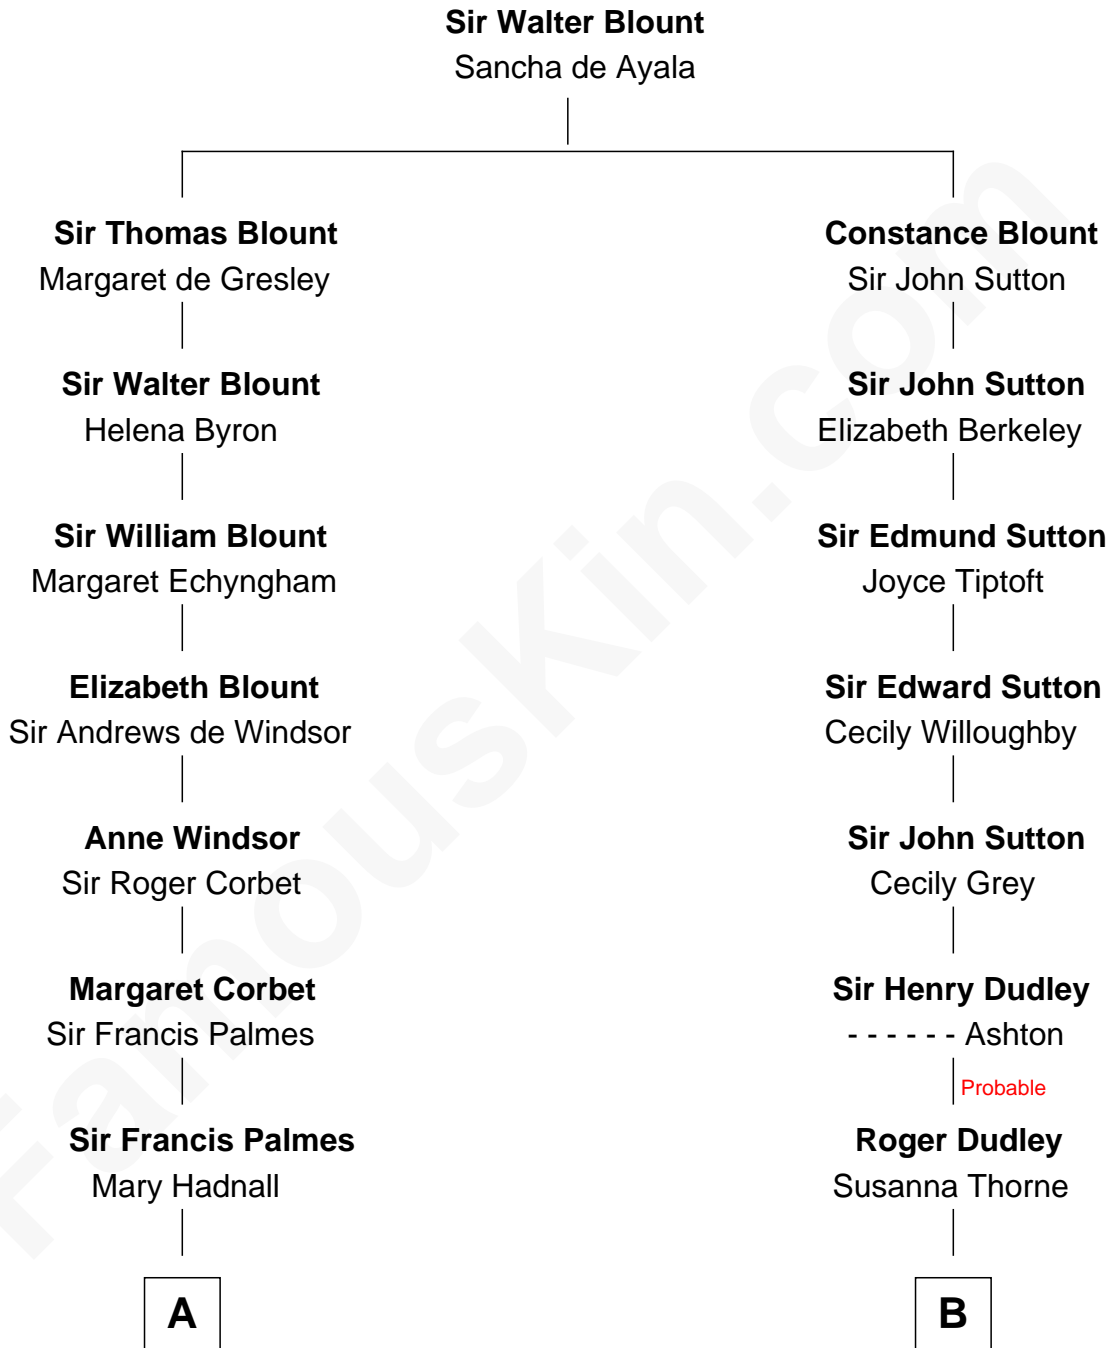 Sir Walter Blount
Sancha de Ayala
Sir Thomas Blount
Margaret de Gresley
Sir Walter Blount
Helena Byron
Sir William Blount
Margaret Echyngham
Elizabeth Blount
Sir Andrews de Windsor
Anne Windsor
Sir Roger Corbet
Margaret Corbet
Sir Francis Palmes
Sir Francis Palmes
Mary Hadnall
A
Constance Blount
Sir John Sutton
Sir John Sutton
Elizabeth Berkeley
Sir Edmund Sutton
Joyce Tiptoft
Sir Edward Sutton
Cecily Willoughby
Sir John Sutton
Cecily Grey
Sir Henry Dudley
- - - - - - Ashton
Probable
Roger Dudley
Susanna Thorne
B
FamousKin.com